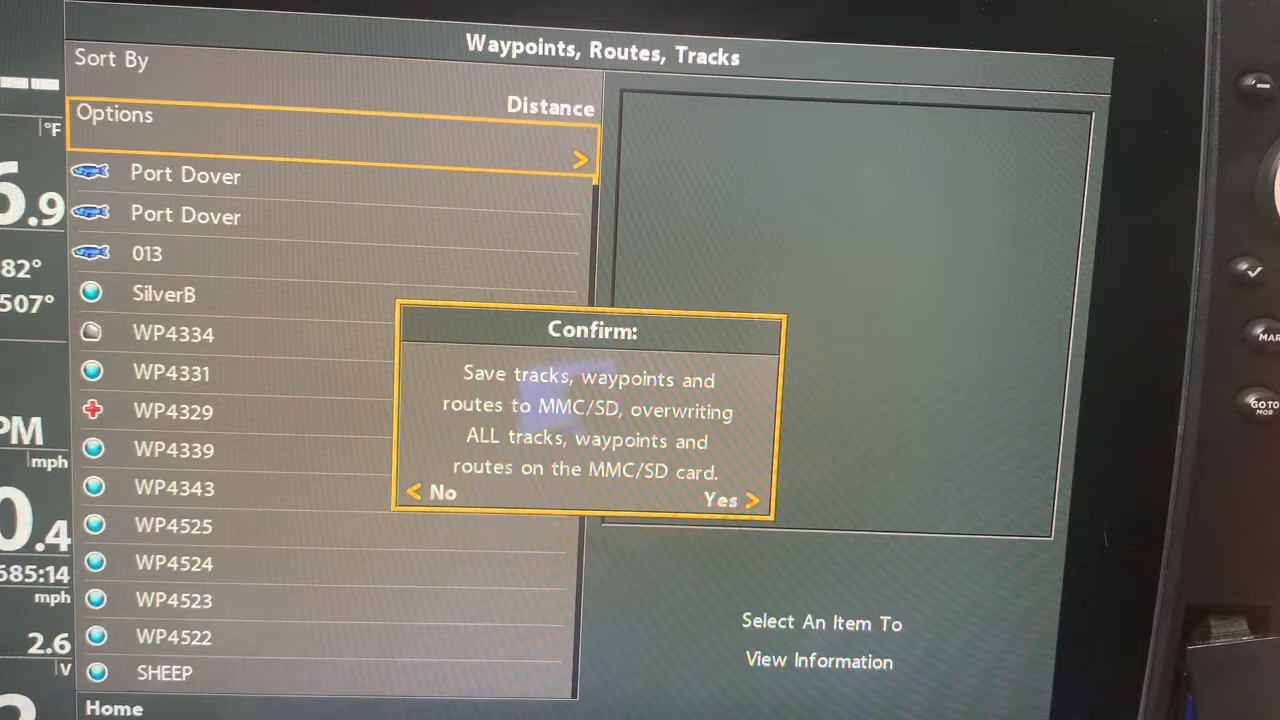 Waypoints, Routes, Tracks
Sort By
Distance
Options
>
Port Dover
Port Dover
013
SilverB
WP4334
WP4331
WP4329
WP4339
WP4343
WP4525
WP4524
WP4523
WP4522
SHEEP
Home
Confirm:
Save tracks, waypoints and
routes to MMC/SD, overwriting
ALL tracks, waypoints and
routes on the MMC/SD card.
< No
Yes >
Select An Item To
View Information
°F
6.9
82°
507°
PM
mph
0.4
585:14
mph
2.6
V
MAR
GOTO
MOB